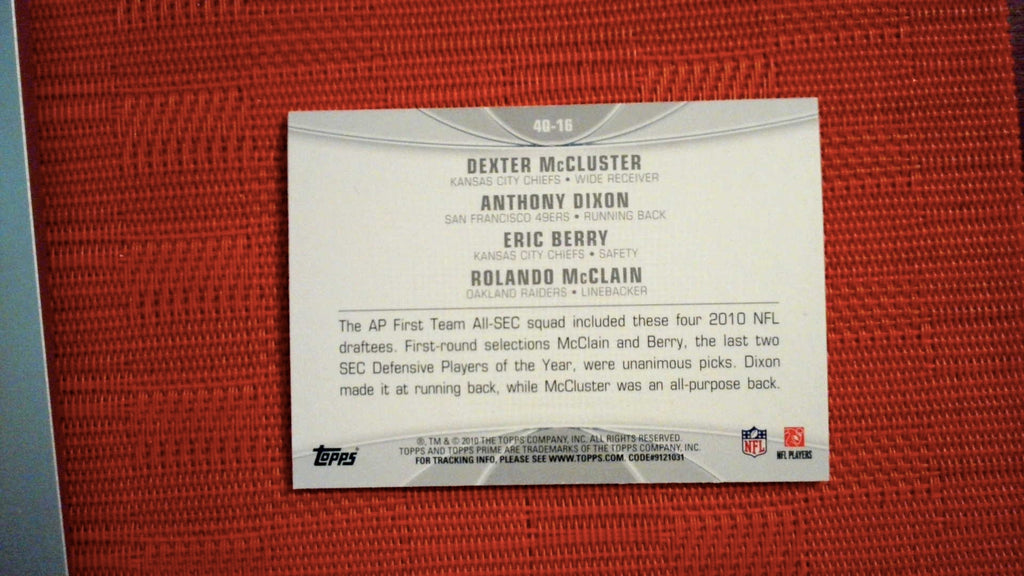 4Q-16
DEXTER McCLUSTER
KANSAS CITY CHIEFS • WIDE RECEIVER
ANTHONY DIXON
SAN FRANCISCO 49ERS • RUNNING BACK
ERIC BERRY
KANSAS CITY CHIEFS • SAFETY
ROLANDO McCLAIN
OAKLAND RAIDERS • LINEBACKER
The AP First Team All-SEC squad included these four 2010 NFL
draftees. First-round selections McClain and Berry, the last two
SEC Defensive Players of the Year, were unanimous picks. Dixon
made it at running back, while McCluster was an all-purpose back.
®, TM & © 2010 THE TOPPS COMPANY, INC. ALL RIGHTS RESERVED.
TOPPS AND TOPPS PRIME ARE TRADEMARKS OF THE TOPPS COMPANY, INC.
FOR TRACKING INFO, PLEASE SEE WWW.TOPPS.COM. CODE#9121031
Topps®
NFL
NFL PLAYERS